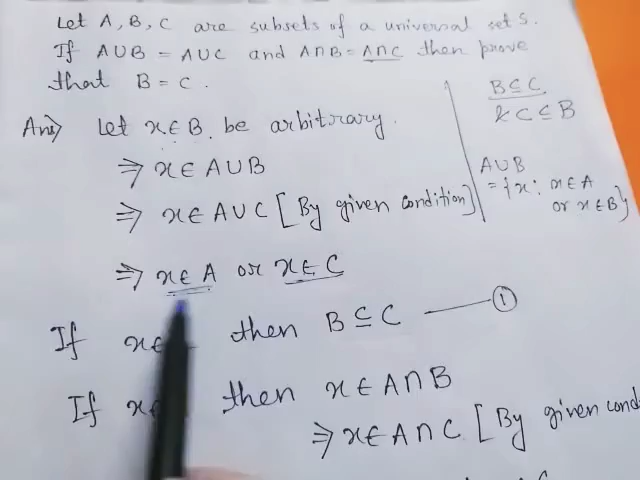 Let A, B, C are subsets of a universal set S.
If A∪B = A∪C and A∩B = A∩C then prove
that B = C.
Ans) Let x∈B be arbitrary.
⇒ x∈A∪B
⇒ x∈A∪C [By given condition]
⇒ x∈A or x∈C
If x∈ then B⊆C —— ①
If x then x∈A∩B
⇒ x∈A∩C [By given cond
B⊆C
& C⊆B
A∪B
= {x: x∈A
or x∈B}